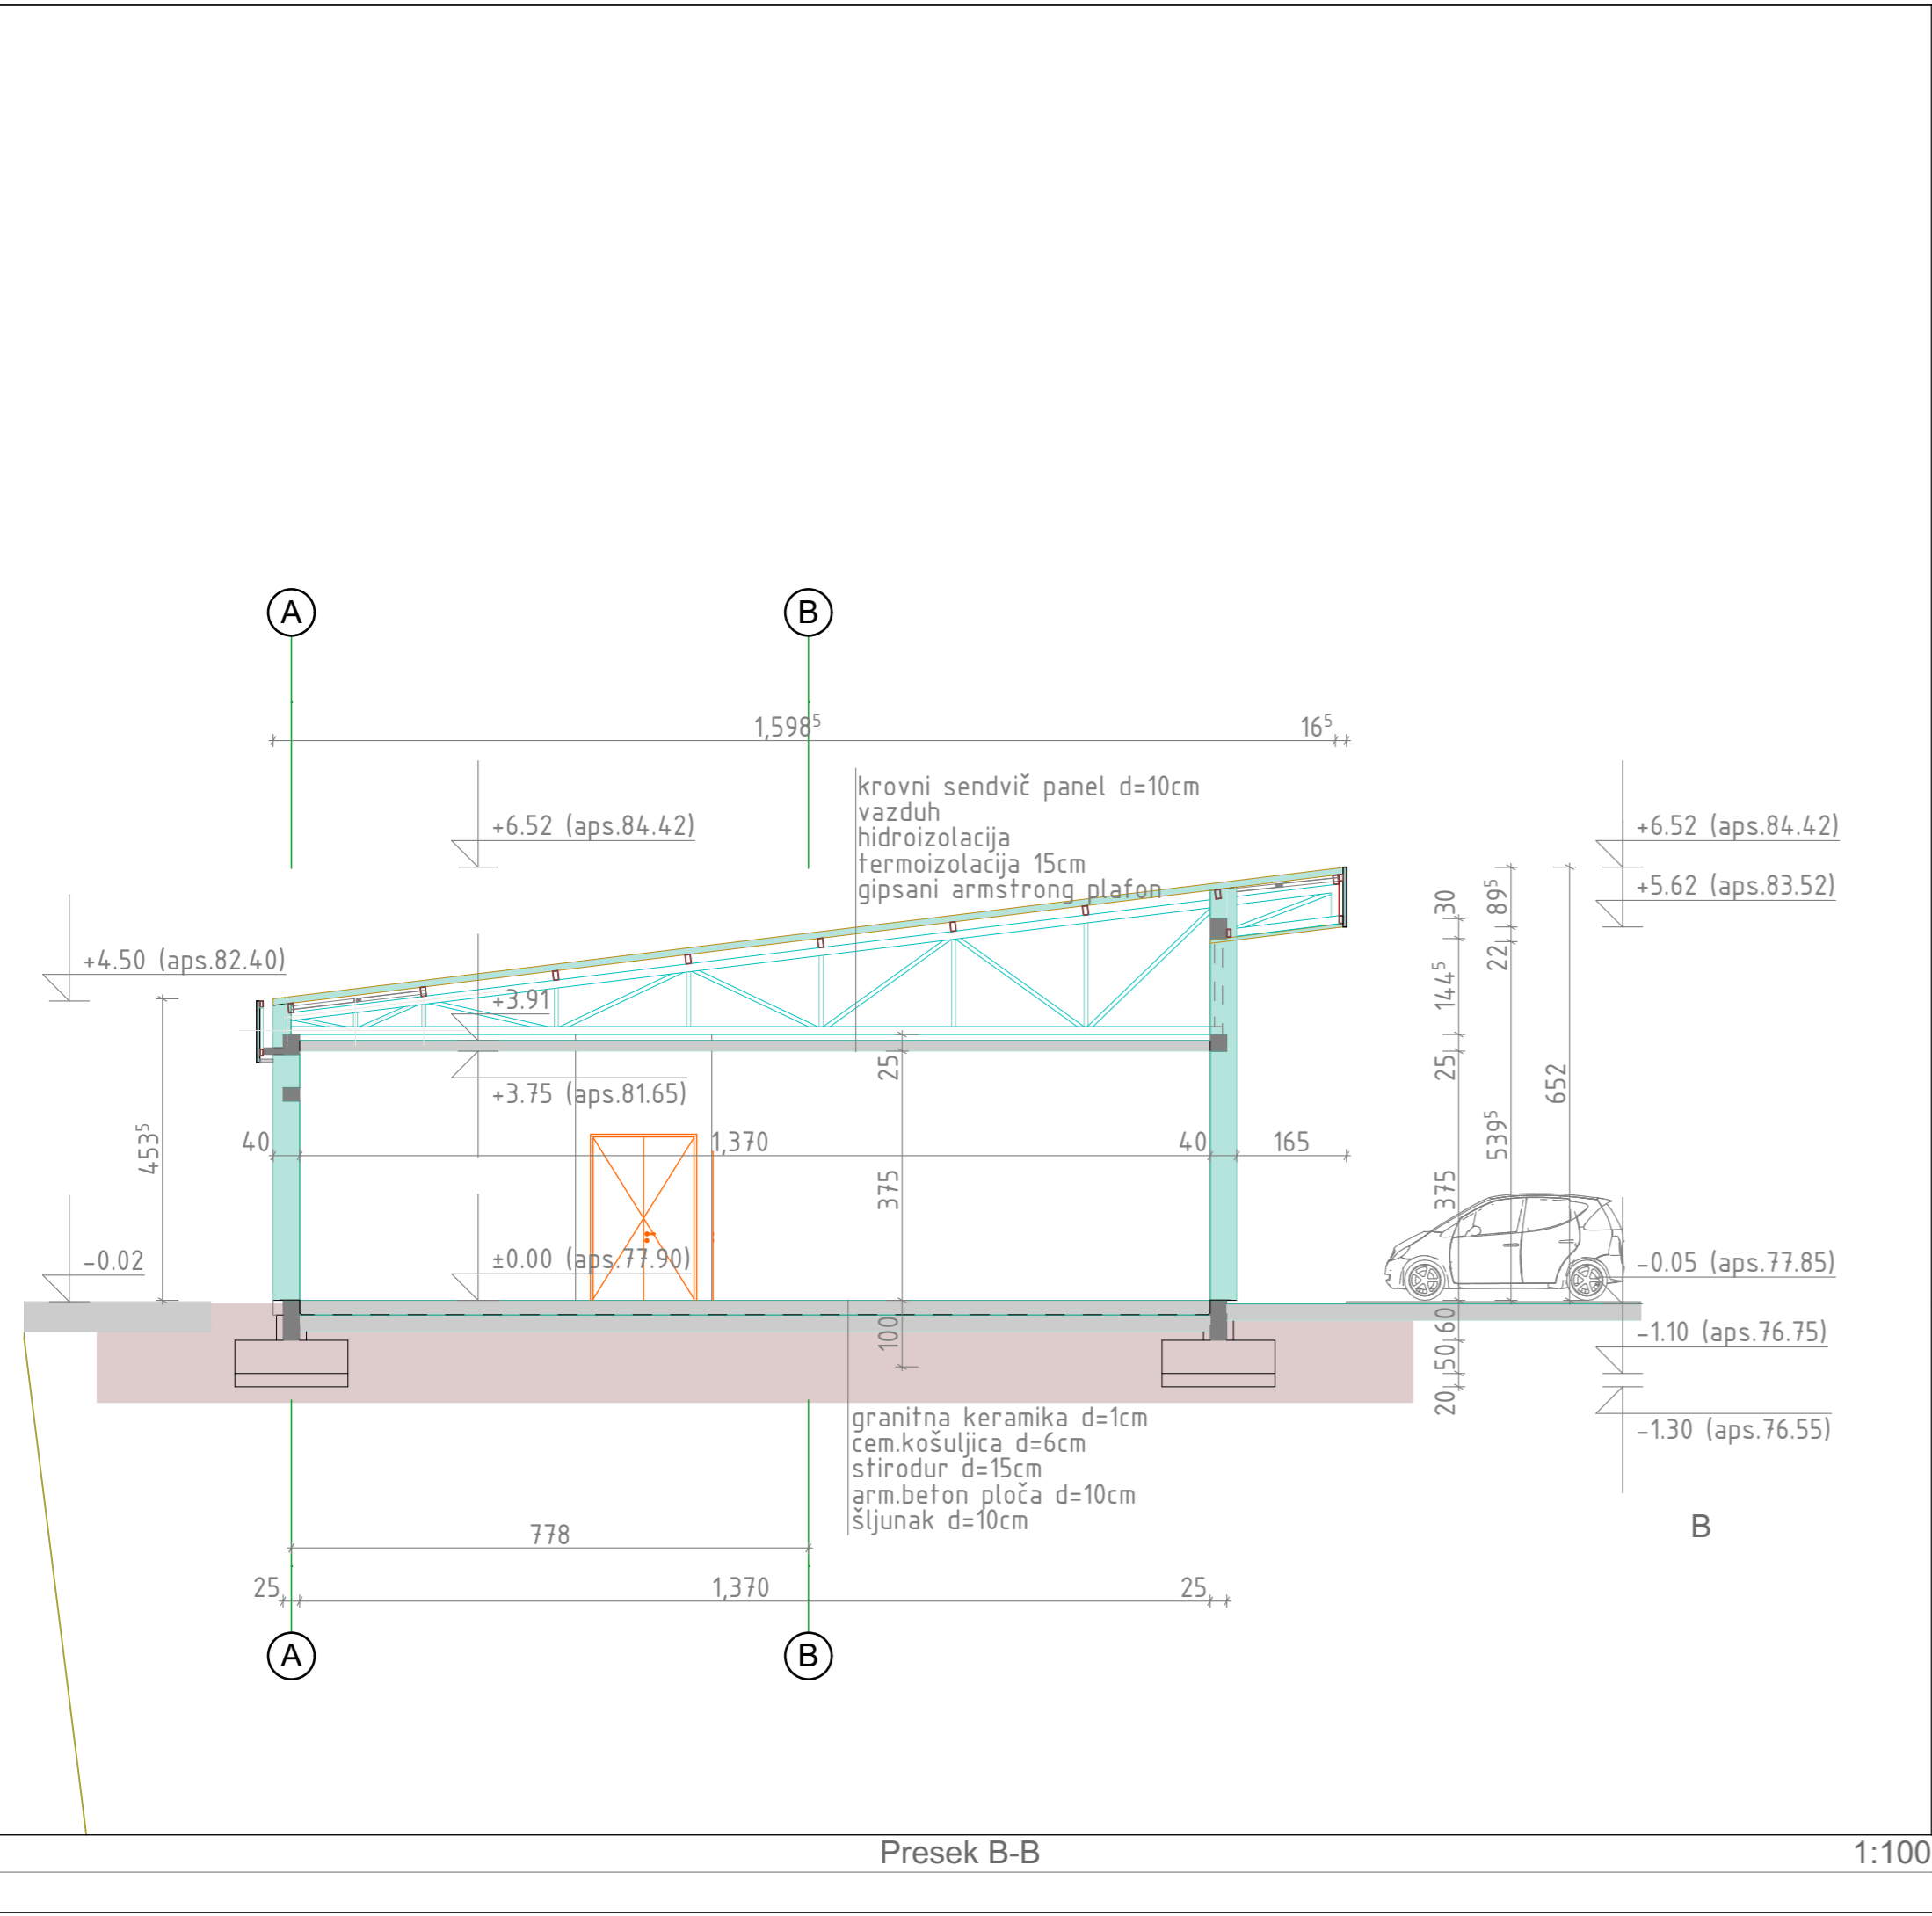 A
B
1,598⁵
16⁵
krovni sendvič panel d=10cm
vazduh
hidroizolacija
termoizolacija 15cm
gipsani armstrong plafon
+6.52 (aps.84.42)
+6.52 (aps.84.42)
+5.62 (aps.83.52)
30
89⁵
22
144⁵
25
652
539⁵
375
60
50
20
+4.50 (aps.82.40)
+3.91
25
+3.75 (aps.81.65)
453⁵
40
1,370
40
165
375
-0.02
±0.00 (aps.77.90)
-0.05 (aps.77.85)
100
-1.10 (aps.76.75)
-1.30 (aps.76.55)
granitna keramika d=1cm
cem.košuljica d=6cm
stirodur d=15cm
arm.beton ploča d=10cm
šljunak d=10cm
B
778
25
1,370
25
A
B
Presek B-B
1:100